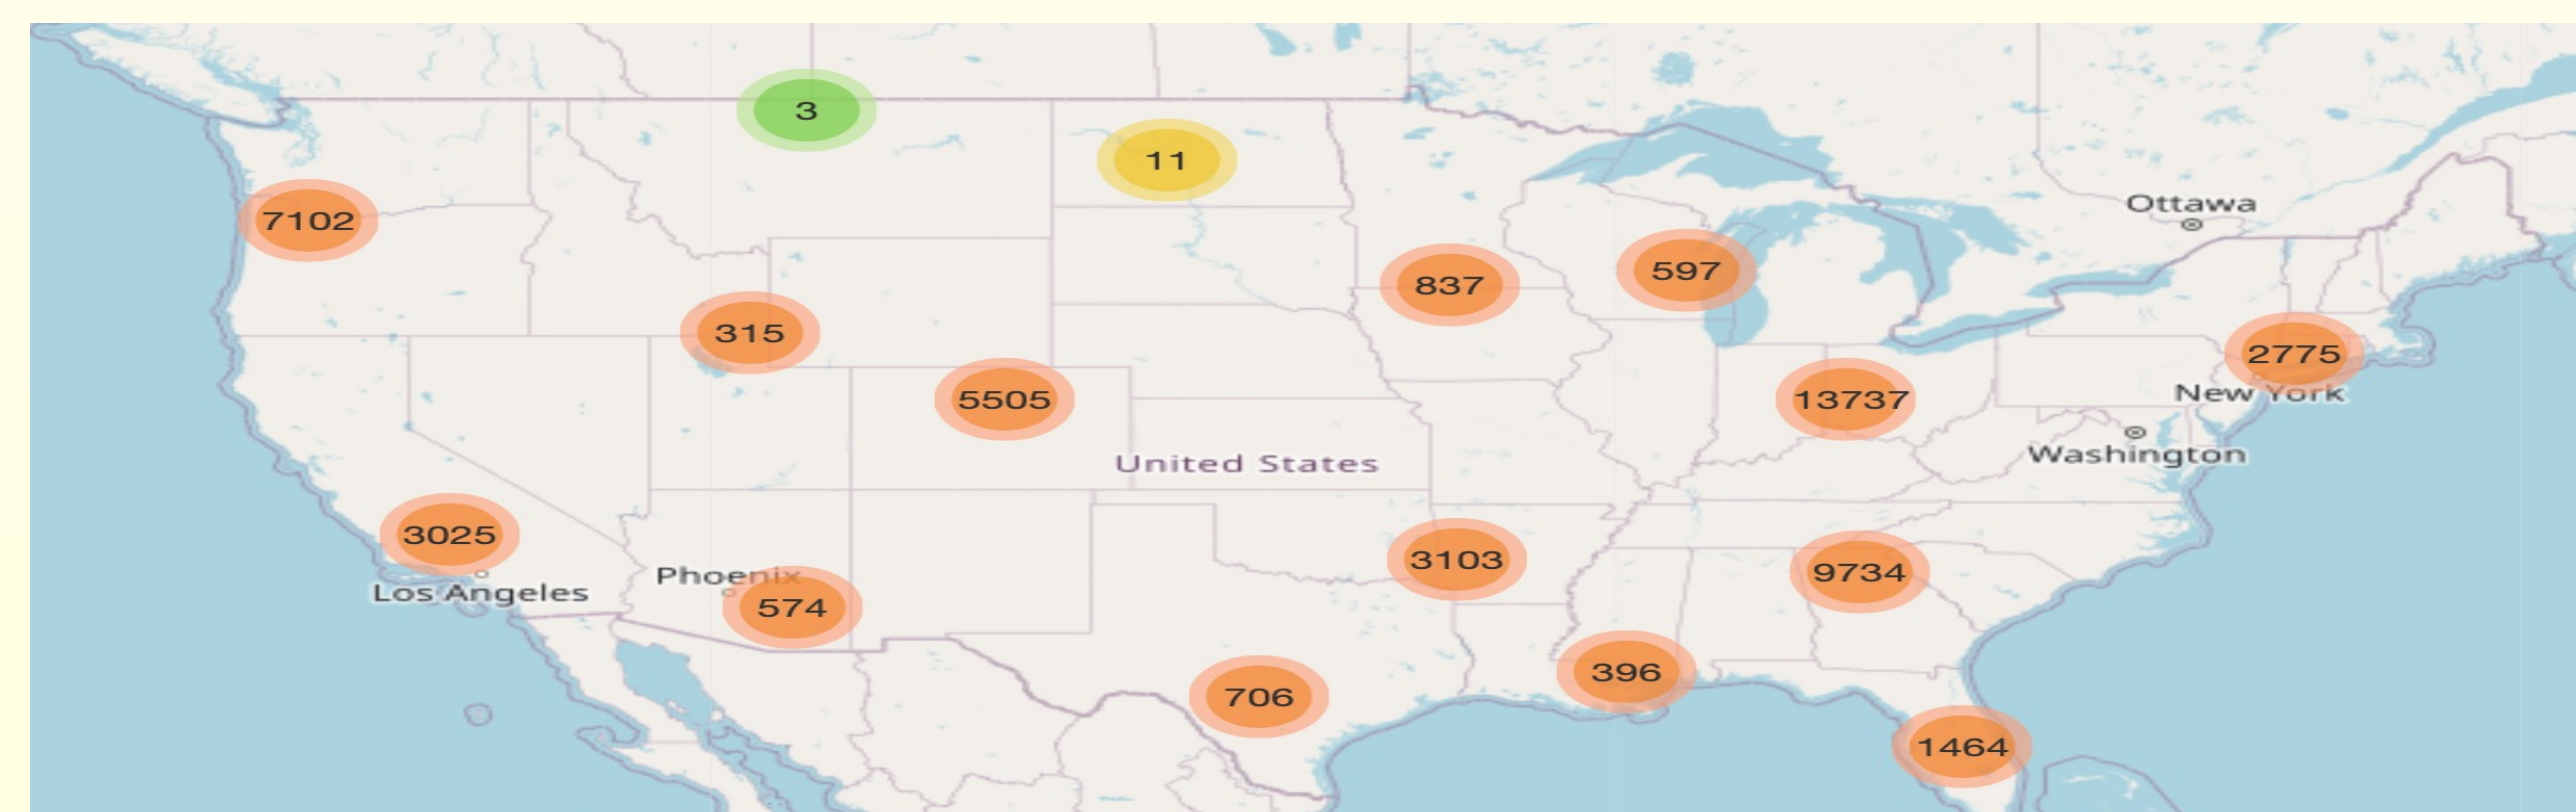 3
11
Ottawa
7102
597
837
315
2775
New York
5505
13737
Washington
United States
3025
3103
9734
Phoenix
Los Angeles
574
396
706
1464